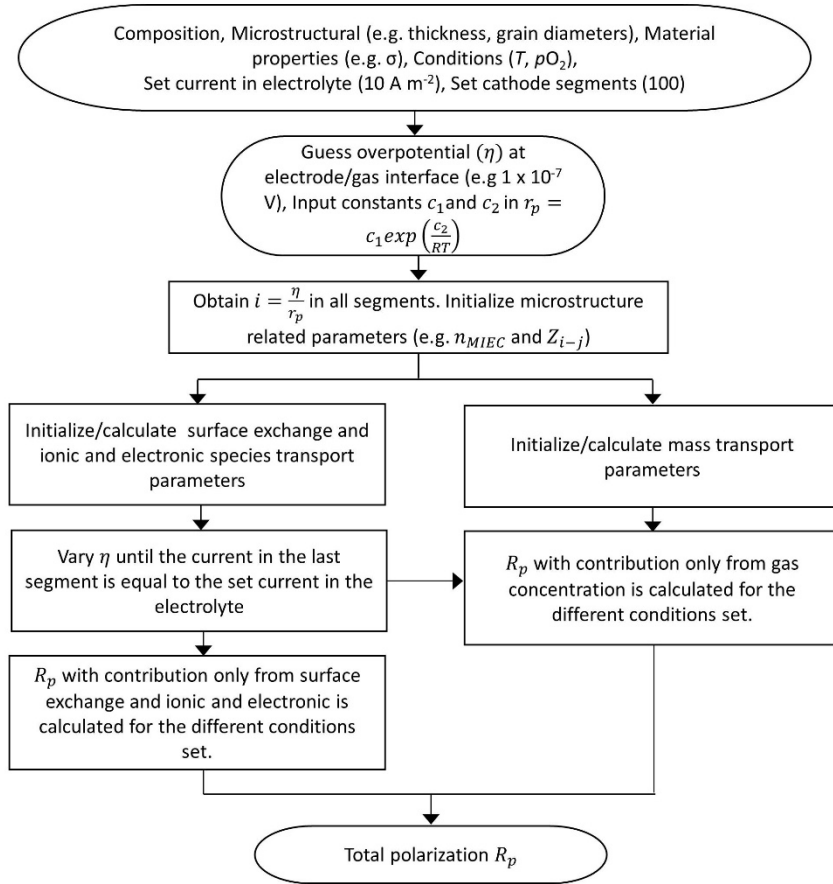 Composition, Microstructural (e.g. thickness, grain diameters), Material
properties (e.g. σ), Conditions (T, pO₂),
Set current in electrolyte (10 A m⁻²), Set cathode segments (100)
Guess overpotential (η) at
electrode/gas interface (e.g 1 x 10⁻⁷
V), Input constants c₁and c₂ in rₚ =
c₁exp (c₂/RT)
Obtain i = η/rₚ in all segments. Initialize microstructure
related parameters (e.g. n_MIEC and Z_i−j)
Initialize/calculate surface exchange and
ionic and electronic species transport
parameters
Initialize/calculate mass transport
parameters
Vary η until the current in the last
segment is equal to the set current in the
electrolyte
Rₚ with contribution only from gas
concentration is calculated for the
different conditions set.
Rₚ with contribution only from surface
exchange and ionic and electronic is
calculated for the different conditions
set.
Total polarization Rₚ